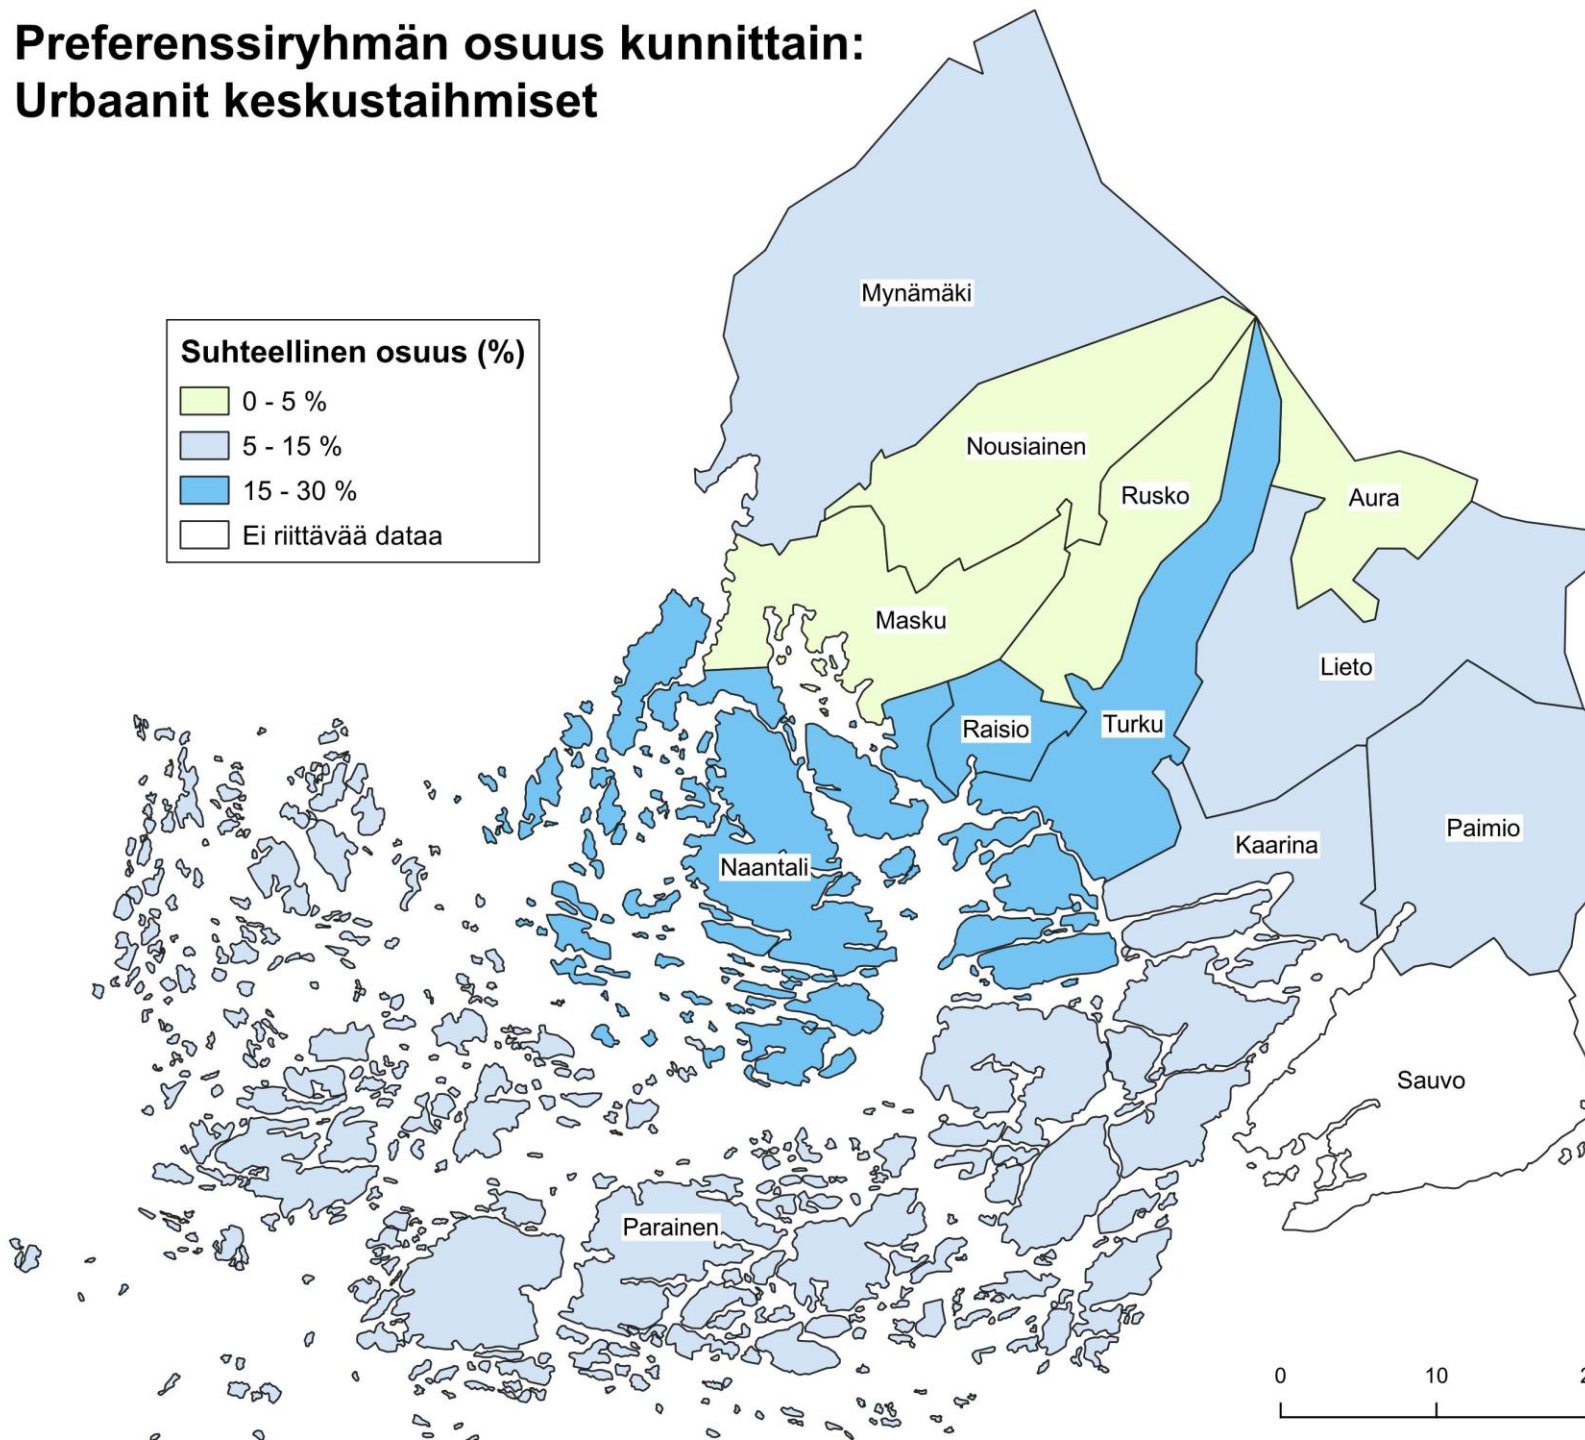 Preferenssiryhmän osuus kunnittain:
Urbaanit keskustaihmiset
Mynämäki
Suhteellinen osuus (%)
0 - 5 %
5 - 15 %
15 - 30 %
Ei riittävää dataa
Nousiainen
Rusko
Aura
Masku
Lieto
Raisio
Turku
Paimio
Kaarina
Naantali
Sauvo
Parainen
0 10